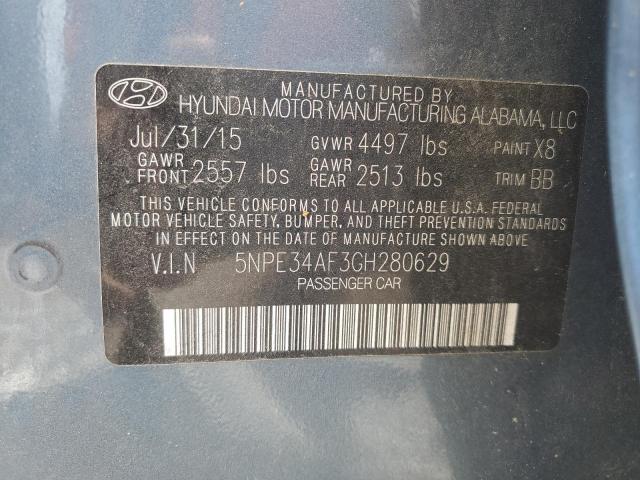 MANUFACTURED BY
HYUNDAI MOTOR MANUFACTURING ALABAMA, LLC
Jul/31/15 GVWR 4497 lbs PAINT X8
GAWR FRONT 2557 lbs GAWR REAR 2513 lbs TRIM BB
THIS VEHICLE CONFORMS TO ALL APPLICABLE U.S.A. FEDERAL
MOTOR VEHICLE SAFETY, BUMPER, AND THEFT PREVENTION STANDARDS
IN EFFECT ON THE DATE OF MANUFACTURE SHOWN ABOVE
V.I.N 5NPE34AF3GH280629
PASSENGER CAR